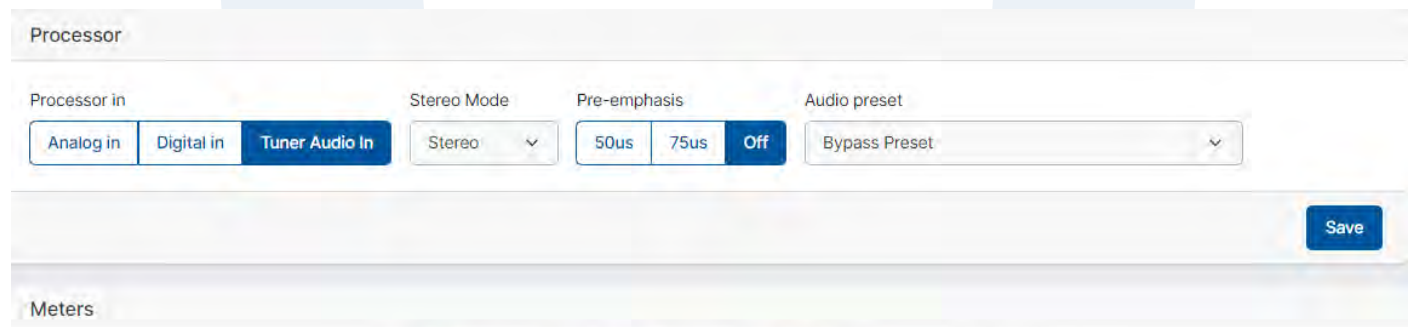 Processor
Processor in Stereo Mode Pre-emphasis Audio preset
Analog in Digital in Tuner Audio In Stereo 50us 75us Off Bypass Preset
Save
Meters